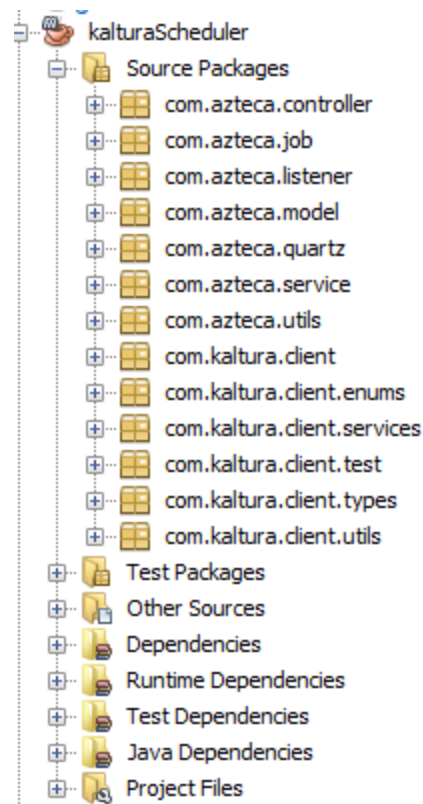 kalturaScheduler
Source Packages
com.azteca.controller
com.azteca.job
com.azteca.listener
com.azteca.model
com.azteca.quartz
com.azteca.service
com.azteca.utils
com.kaltura.client
com.kaltura.client.enums
com.kaltura.client.services
com.kaltura.client.test
com.kaltura.client.types
com.kaltura.client.utils
Test Packages
Other Sources
Dependencies
Runtime Dependencies
Test Dependencies
Java Dependencies
Project Files